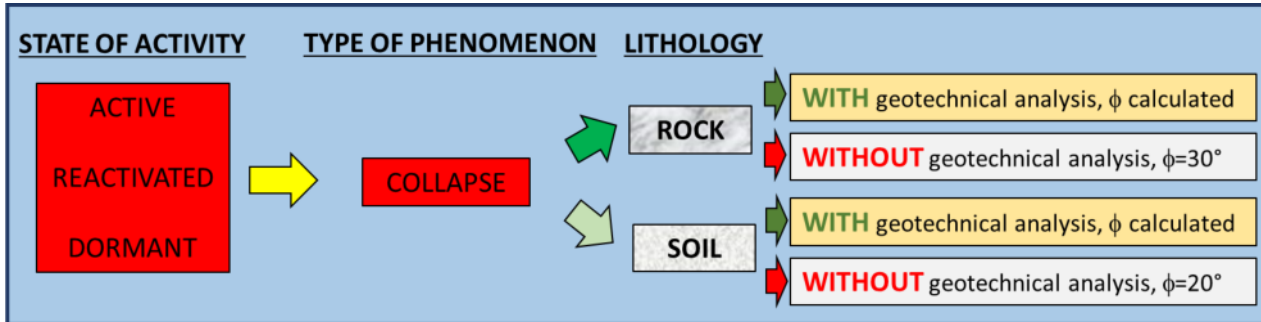 STATE OF ACTIVITY
TYPE OF PHENOMENON
LITHOLOGY
ACTIVE
REACTIVATED
DORMANT
COLLAPSE
ROCK
WITH geotechnical analysis, ϕ calculated
WITHOUT geotechnical analysis, ϕ=30°
SOIL
WITH geotechnical analysis, ϕ calculated
WITHOUT geotechnical analysis, ϕ=20°